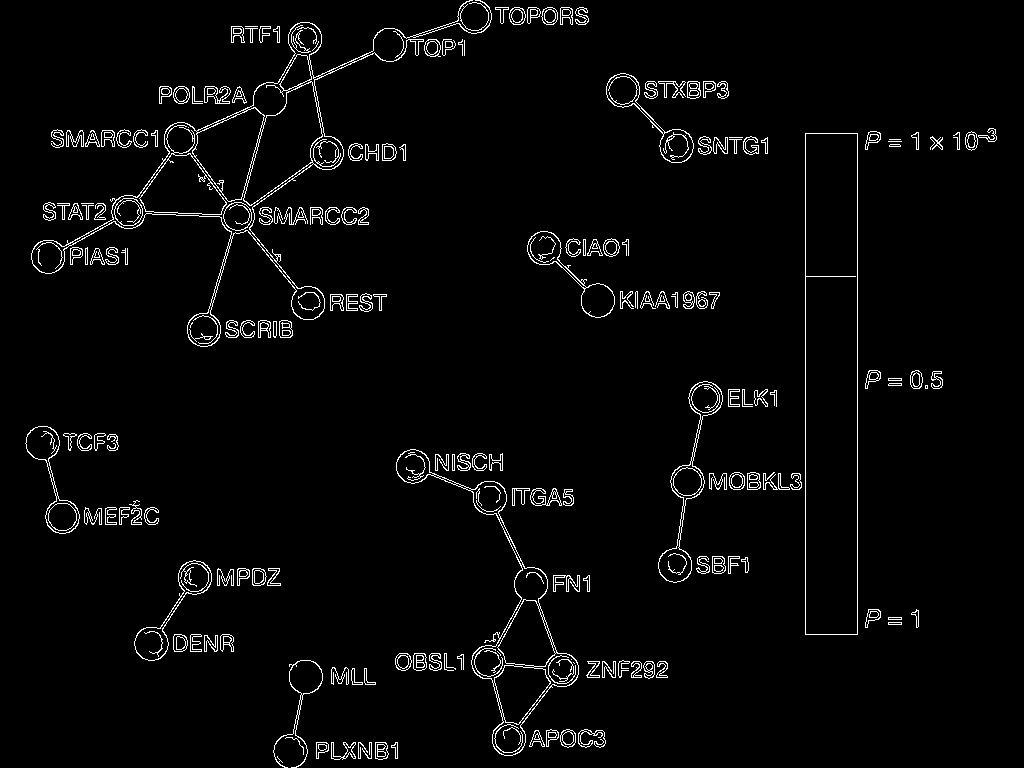 TOPORS
RTF1
TOP1
POLR2A
STXBP3
SMARCC1
P = 1 × 10⁻³
SNTG1
CHD1
STAT2
SMARCC2
CIAO1
PIAS1
KIAA1967
REST
SCRIB
P = 0.5
ELK1
TCF3
NISCH
MOBKL3
ITGA5
MEF2C
SBF1
MPDZ
FN1
P = 1
DENR
OBSL1
ZNF292
MLL
APOC3
PLXNB1